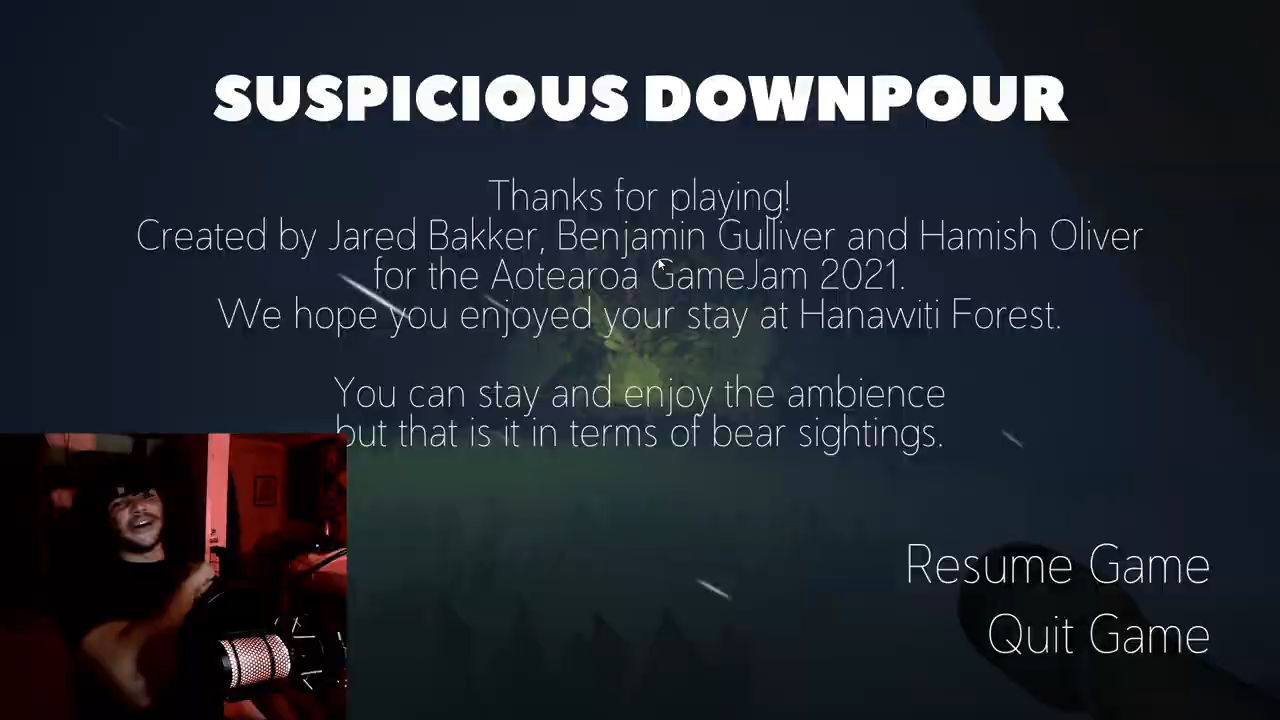 SUSPICIOUS DOWNPOUR
Thanks for playing!
Created by Jared Bakker, Benjamin Gulliver and Hamish Oliver
for the Aotearoa GameJam 2021.
We hope you enjoyed your stay at Hanawiti Forest.
You can stay and enjoy the ambience
but that is it in terms of bear sightings.
Resume Game
Quit Game